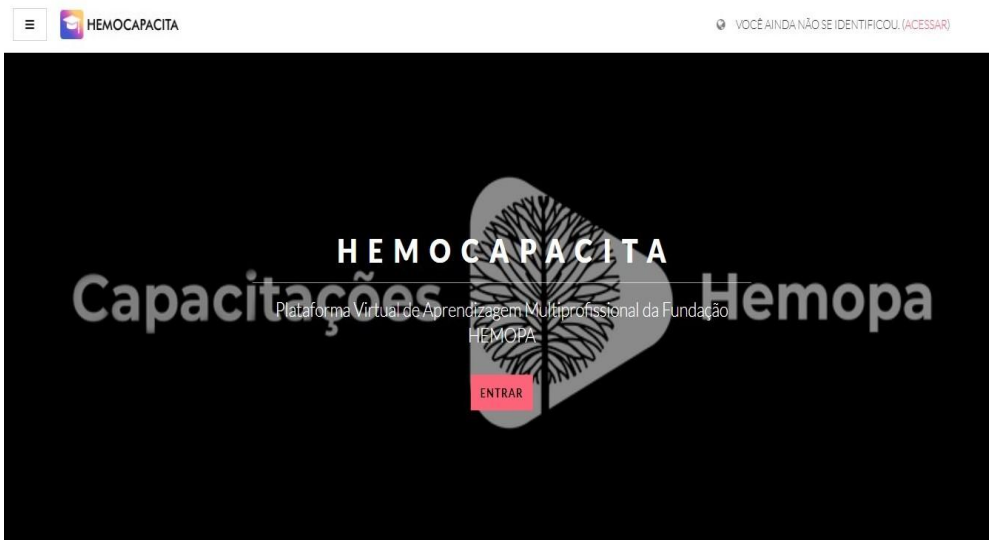 HEMOCAPACITA
VOCÊ AINDA NÃO SE IDENTIFICOU. (ACESSAR)
HEMOCAPACITA
Capacitações Hemopa
Plataforma Virtual de Aprendizagem Multiprofissional da Fundação
HEMOPA
ENTRAR